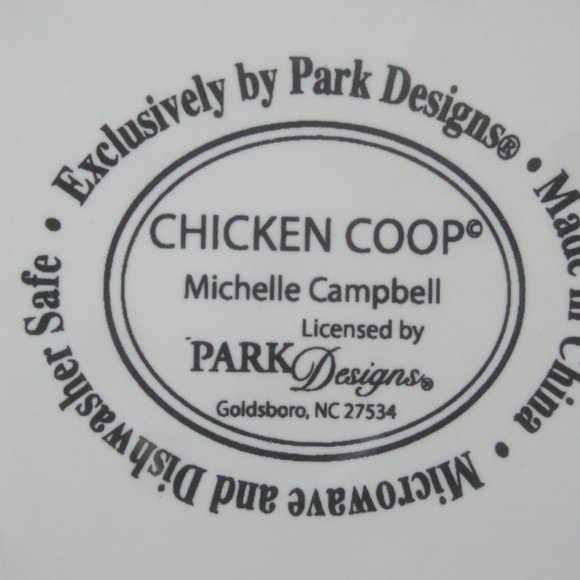 Exclusively by Park Designs® • Made in China • Microwave and Dishwasher Safe •
CHICKEN COOP©
Michelle Campbell
Licensed by
PARK Designs®
Goldsboro, NC 27534